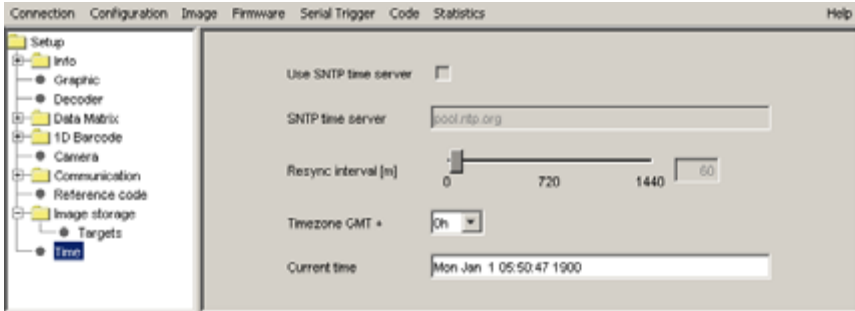 Connection Configuration Image Firmware Serial Trigger Code Statistics Help
Setup
Info
Graphic
Decoder
Data Matrix
1D Barcode
Camera
Communication
Reference code
Image storage
Targets
Time
Use SNTP time server
SNTP time server pool.ntp.org
Resync interval [m] 0 720 1440 60
Timezone GMT + 0h
Current time Mon Jan 1 05:50:47 1900